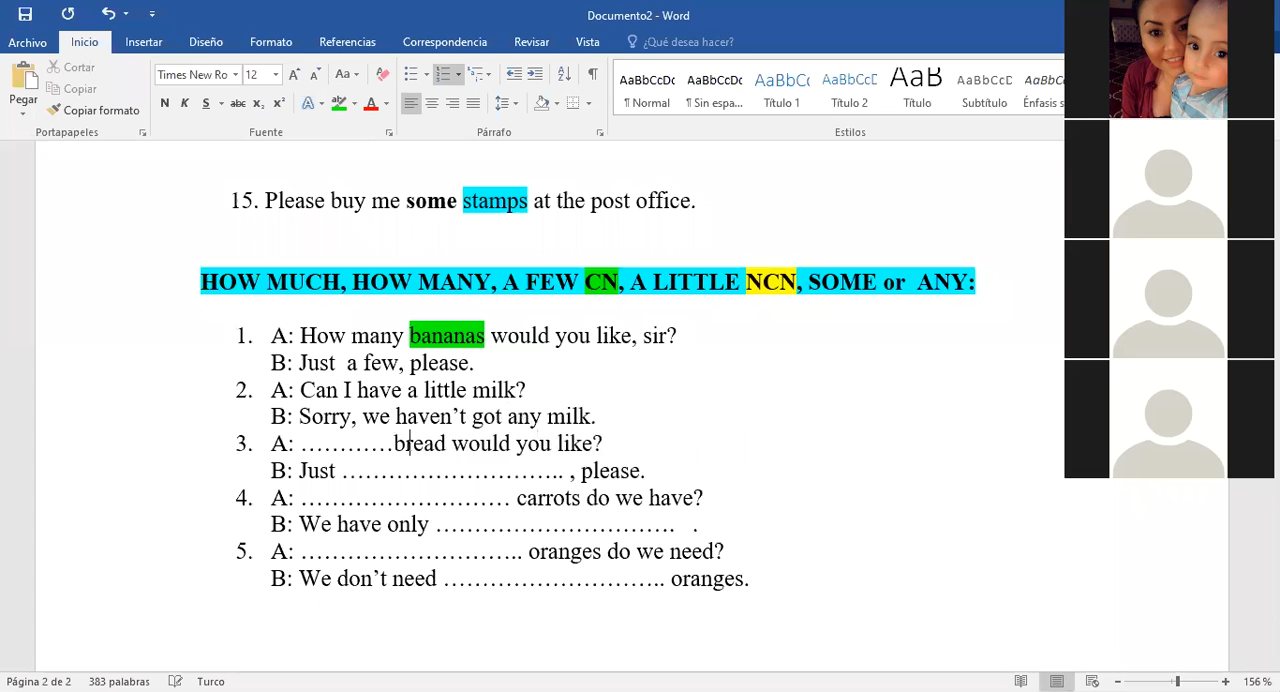 Documento2 - Word
Archivo Inicio Insertar Diseño Formato Referencias Correspondencia Revisar Vista ¿Qué desea hacer?
Pegar
Cortar
Copiar
Copiar formato
Portapapeles
Times New Ro 12
Fuente
Párrafo
AaBbCcDc AaBbCcDc AaBbCc AaBbCcD AaB AaBbCcD AaBbCcD
¶ Normal ¶ Sin espa... Título 1 Título 2 Título Subtítulo Énfasis s
Estilos
15. Please buy me some stamps at the post office.
HOW MUCH, HOW MANY, A FEW CN, A LITTLE NCN, SOME or ANY:
1. A: How many bananas would you like, sir?
B: Just a few, please.
2. A: Can I have a little milk?
B: Sorry, we haven’t got any milk.
3. A: …………bread would you like?
B: Just ……………………….. , please.
4. A: ……………………… carrots do we have?
B: We have only …………………………. .
5. A: ……………………….. oranges do we need?
B: We don’t need ……………………….. oranges.
Página 2 de 2 383 palabras Turco 156 %